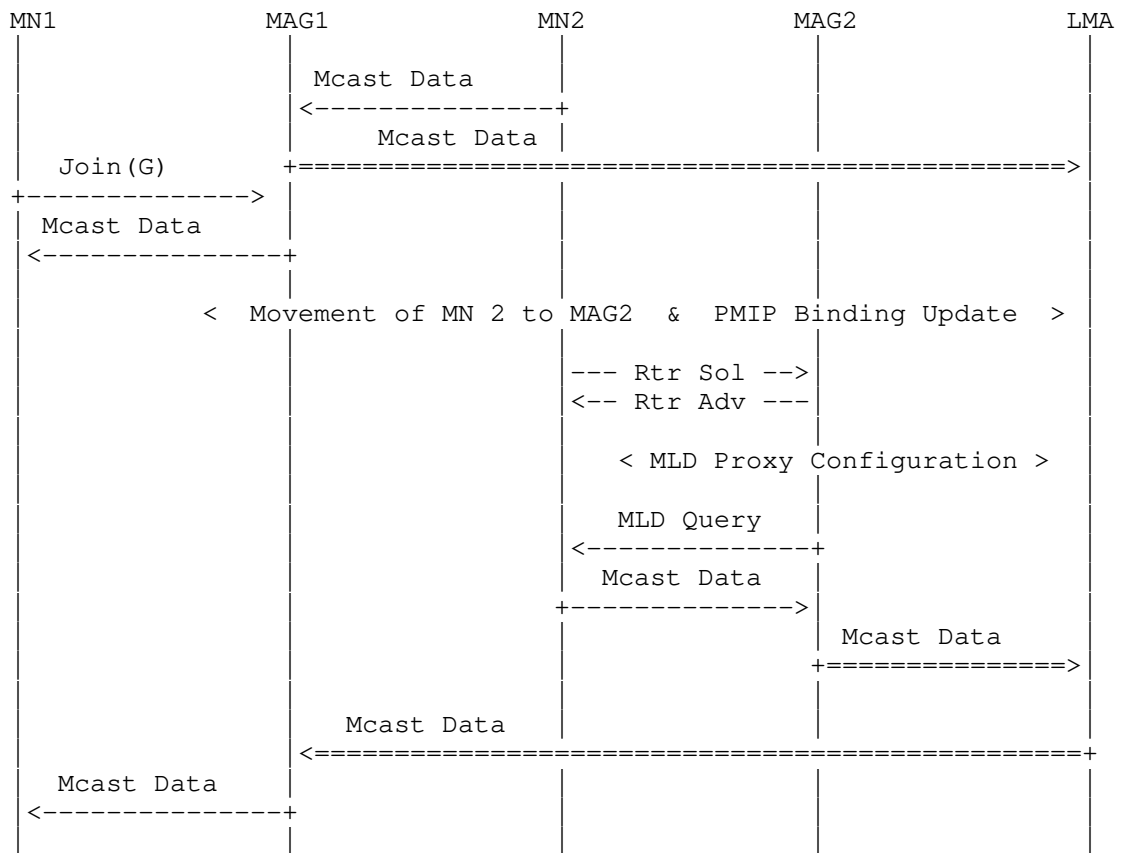 MN1 MAG1 MN2 MAG2 LMA
Mcast Data
Mcast Data
Join(G)
Mcast Data
< Movement of MN 2 to MAG2 & PMIP Binding Update >
--- Rtr Sol -->
<-- Rtr Adv ---
< MLD Proxy Configuration >
MLD Query
Mcast Data
Mcast Data
Mcast Data
Mcast Data